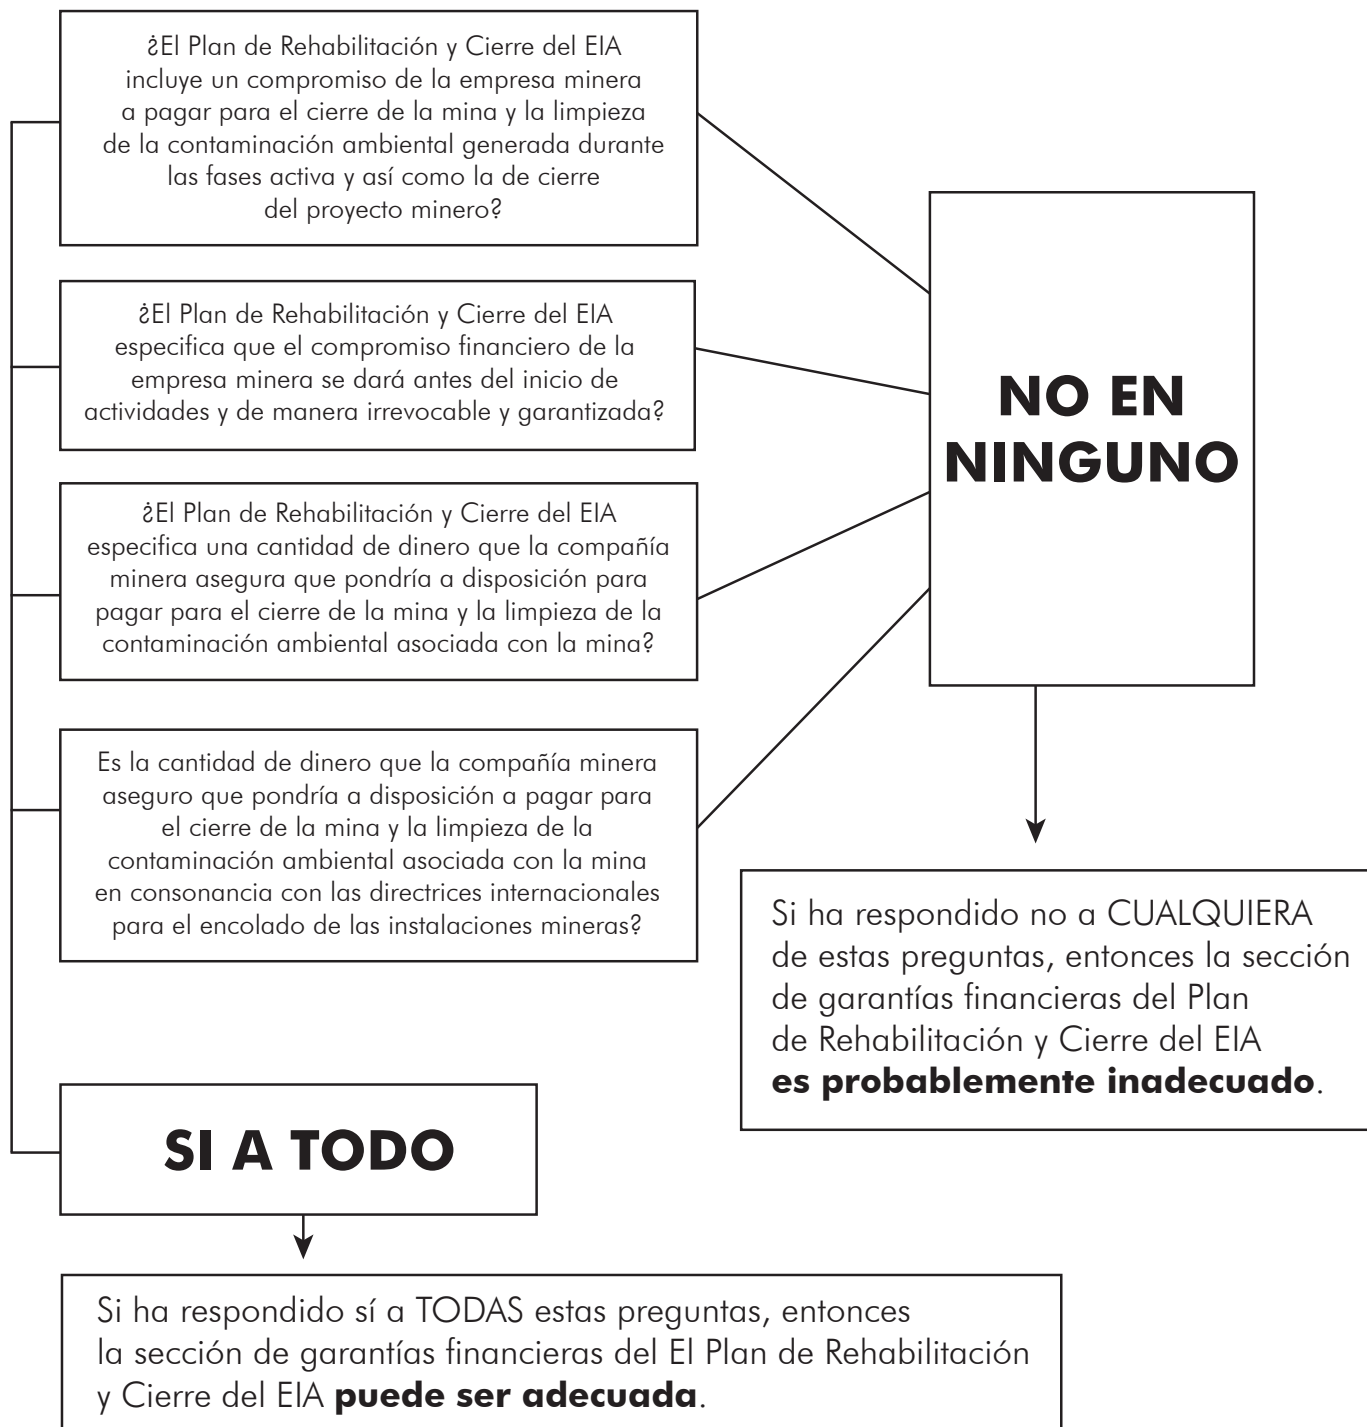 ¿El Plan de Rehabilitación y Cierre del EIA
incluye un compromiso de la empresa minera
a pagar para el cierre de la mina y la limpieza
de la contaminación ambiental generada durante
las fases activa y así como la de cierre
del proyecto minero?
¿El Plan de Rehabilitación y Cierre del EIA
especifica que el compromiso financiero de la
empresa minera se dará antes del inicio de
actividades y de manera irrevocable y garantizada?
¿El Plan de Rehabilitación y Cierre del EIA
especifica una cantidad de dinero que la compañía
minera asegura que pondría a disposición para
pagar para el cierre de la mina y la limpieza de la
contaminación ambiental asociada con la mina?
Es la cantidad de dinero que la compañía minera
aseguro que pondría a disposición a pagar para
el cierre de la mina y la limpieza de la
contaminación ambiental asociada con la mina
en consonancia con las directrices internacionales
para el encolado de las instalaciones mineras?
NO EN
NINGUNO
Si ha respondido no a CUALQUIERA
de estas preguntas, entonces la sección
de garantías financieras del Plan
de Rehabilitación y Cierre del EIA
es probablemente inadecuado.
SI A TODO
Si ha respondido sí a TODAS estas preguntas, entonces
la sección de garantías financieras del El Plan de Rehabilitación
y Cierre del EIA puede ser adecuada.